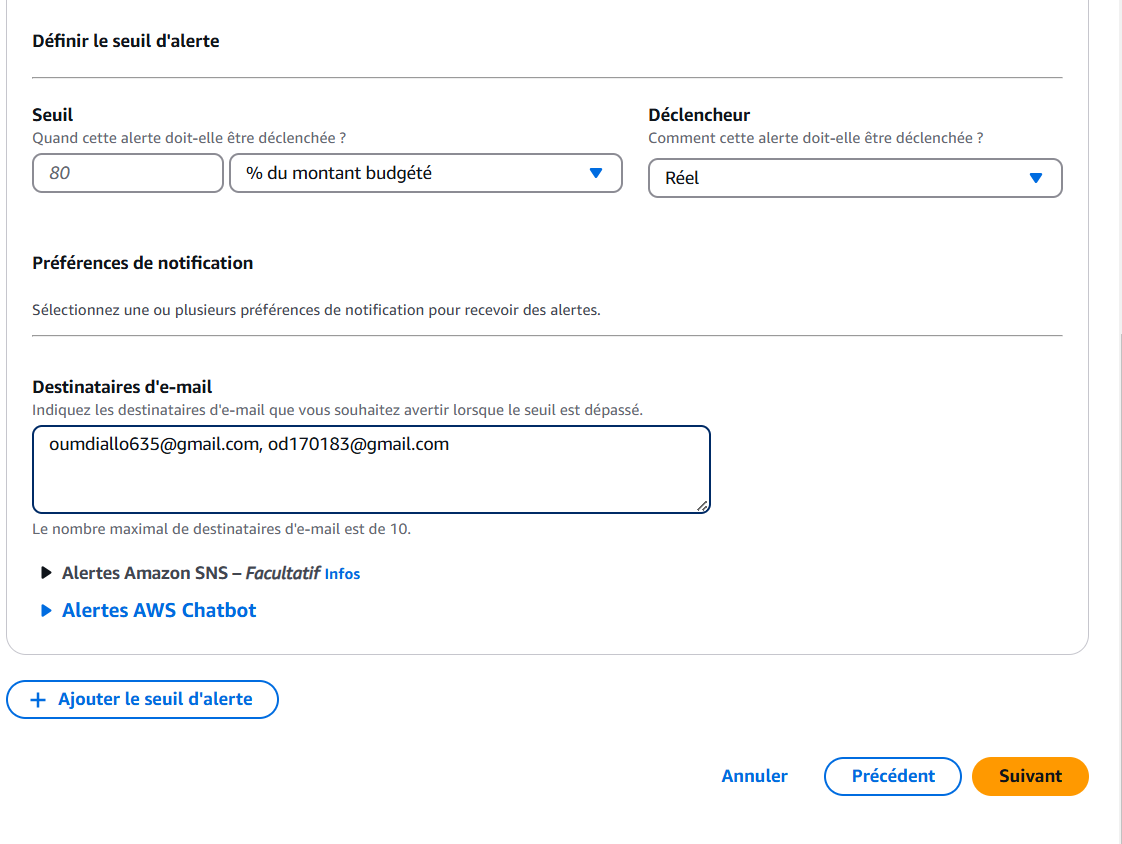 Définir le seuil d'alerte
Seuil
Quand cette alerte doit-elle être déclenchée ?
80
% du montant budgété
Déclencheur
Comment cette alerte doit-elle être déclenchée ?
Réel
Préférences de notification
Sélectionnez une ou plusieurs préférences de notification pour recevoir des alertes.
Destinataires d'e-mail
Indiquez les destinataires d'e-mail que vous souhaitez avertir lorsque le seuil est dépassé.
oumdiallo635@gmail.com, od170183@gmail.com
Le nombre maximal de destinataires d'e-mail est de 10.
Alertes Amazon SNS – Facultatif Infos
Alertes AWS Chatbot
+ Ajouter le seuil d'alerte
Annuler
Précédent
Suivant